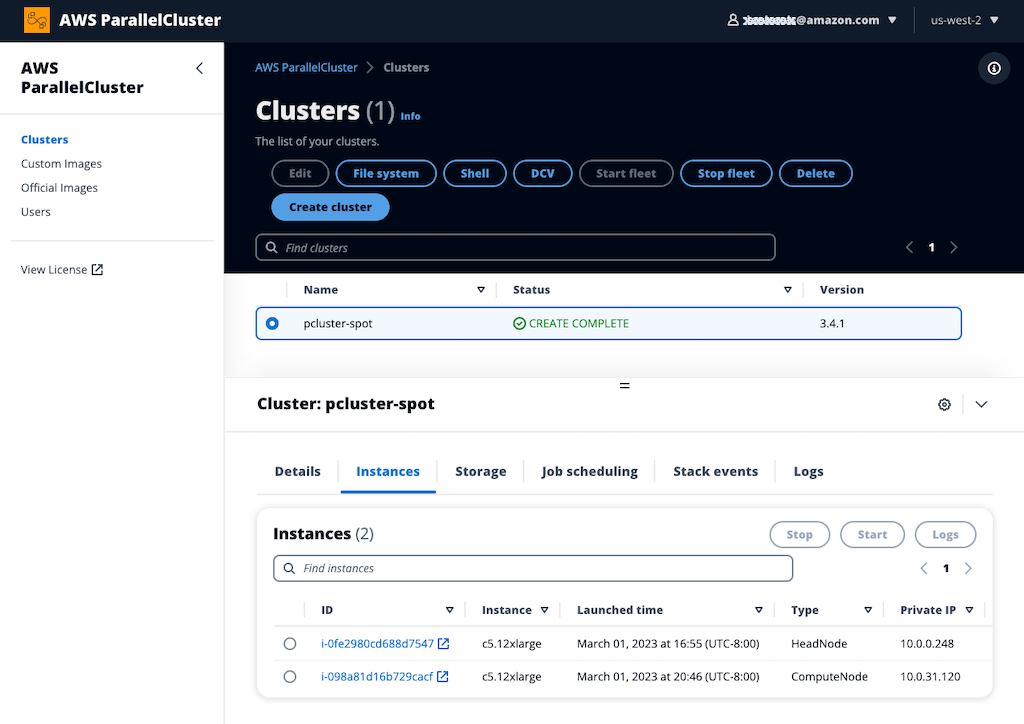 AWS ParallelCluster
@amazon.com
us-west-2
AWS
ParallelCluster
Clusters
Custom Images
Official Images
Users
View License
AWS ParallelCluster Clusters
Clusters (1) Info
The list of your clusters.
Edit File system Shell DCV Start fleet Stop fleet Delete
Create cluster
Find clusters 1
Name Status Version
pcluster-spot CREATE COMPLETE 3.4.1
Cluster: pcluster-spot
Details Instances Storage Job scheduling Stack events Logs
Instances (2) Stop Start Logs
Find instances 1
ID Instance Launched time Type Private IP
i-0fe2980cd688d7547 c5.12xlarge March 01, 2023 at 16:55 (UTC-8:00) HeadNode 10.0.0.248
i-098a81d16b729cacf c5.12xlarge March 01, 2023 at 20:46 (UTC-8:00) ComputeNode 10.0.31.120